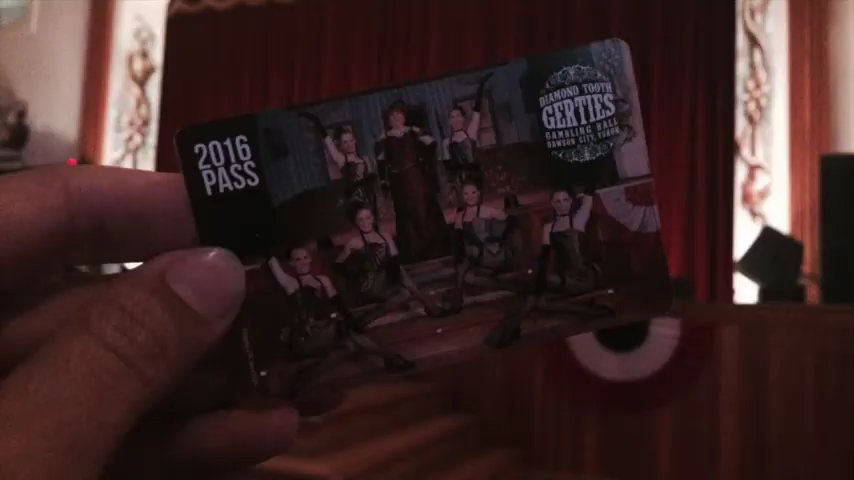 2016
PASS
DIAMOND TOOTH
GERTIES
GAMBLING HALL
DAWSON CITY, YUKON